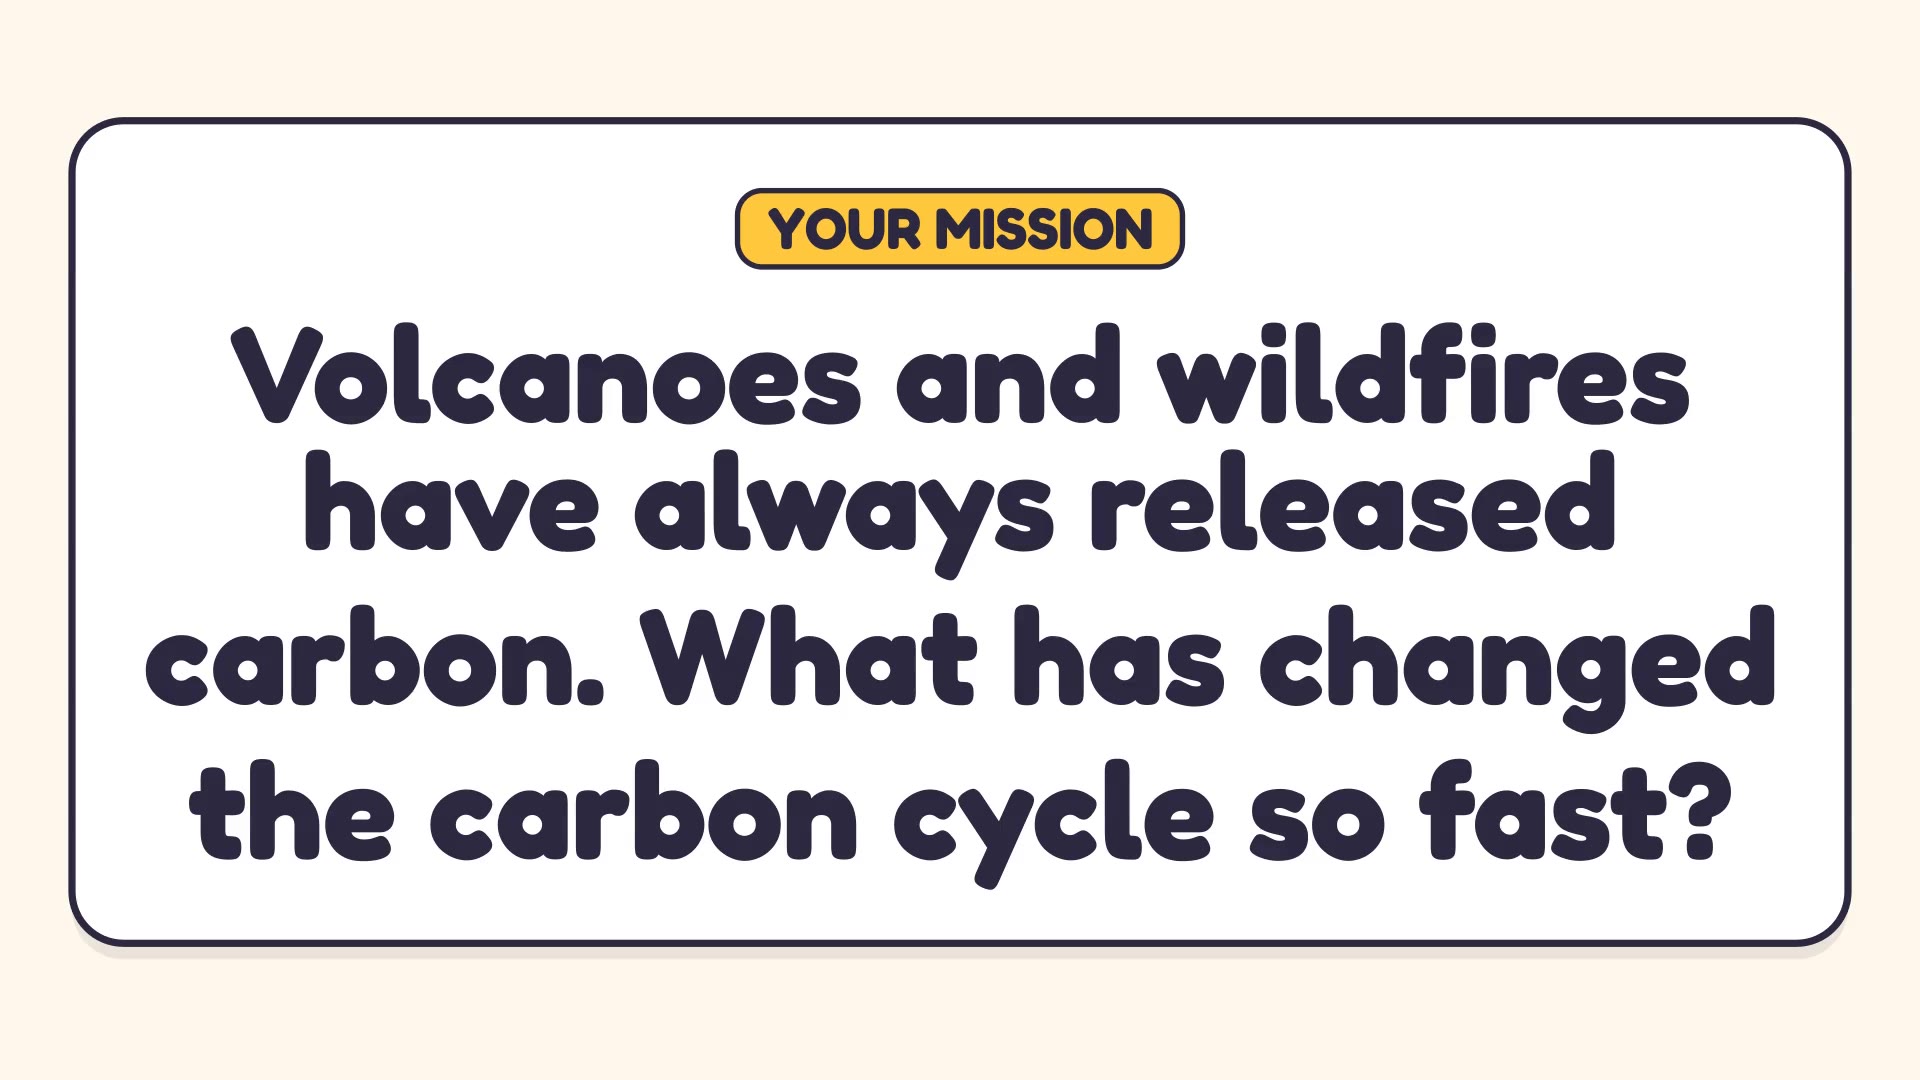 YOUR MISSION
Volcanoes and wildfires
have always released
carbon. What has changed
the carbon cycle so fast?